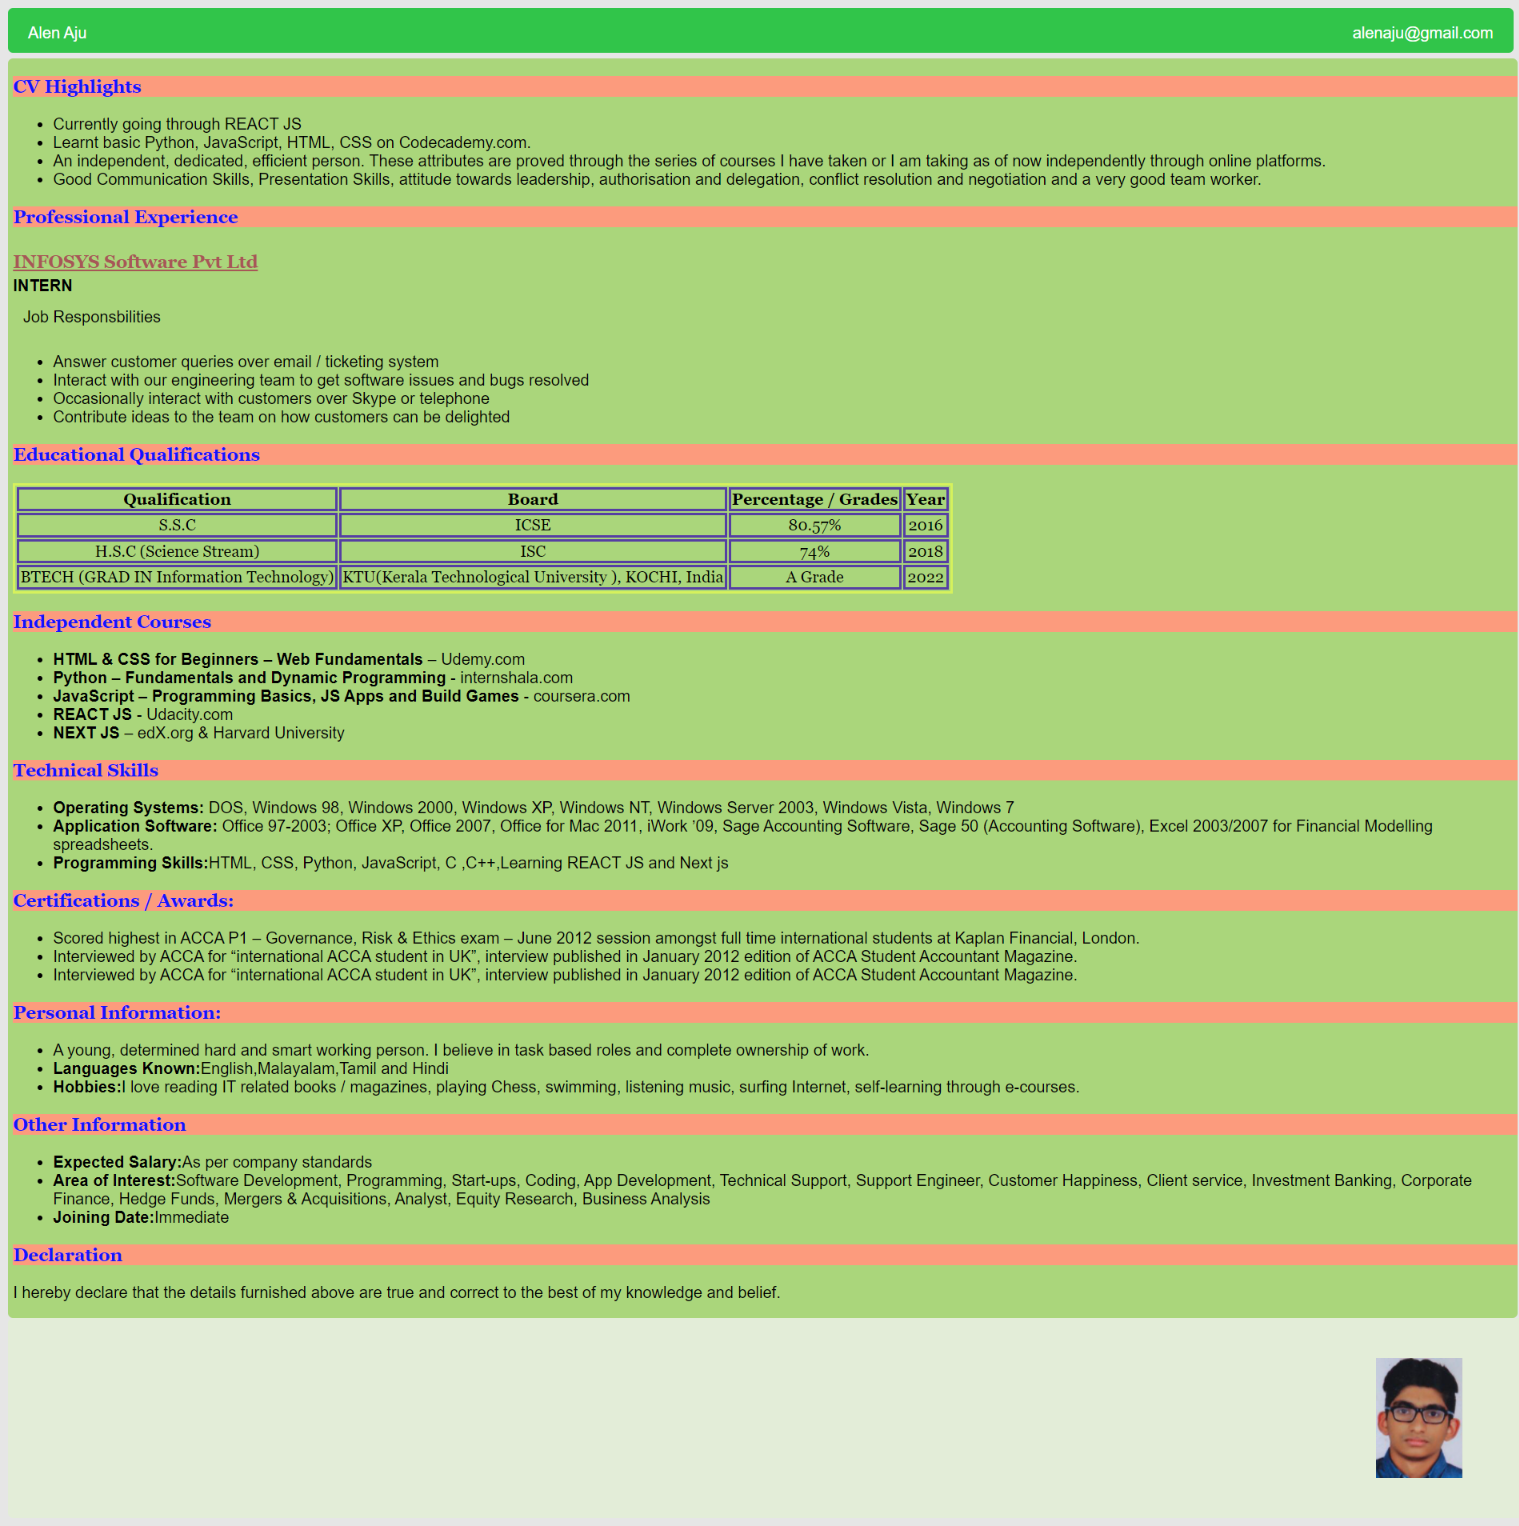 Alen Aju
alenaju@gmail.com
CV Highlights
• Currently going through REACT JS
• Learnt basic Python, JavaScript, HTML, CSS on Codecademy.com.
• An independent, dedicated, efficient person. These attributes are proved through the series of courses I have taken or I am taking as of now independently through online platforms.
• Good Communication Skills, Presentation Skills, attitude towards leadership, authorisation and delegation, conflict resolution and negotiation and a very good team worker.
Professional Experience
INFOSYS Software Pvt Ltd
INTERN
Job Responsbilities
• Answer customer queries over email / ticketing system
• Interact with our engineering team to get software issues and bugs resolved
• Occasionally interact with customers over Skype or telephone
• Contribute ideas to the team on how customers can be delighted
Educational Qualifications
Qualification Board Percentage / Grades Year
S.S.C ICSE 80.57% 2016
H.S.C (Science Stream) ISC 74% 2018
BTECH (GRAD IN Information Technology) KTU(Kerala Technological University ), KOCHI, India A Grade 2022
Independent Courses
• HTML & CSS for Beginners – Web Fundamentals – Udemy.com
• Python – Fundamentals and Dynamic Programming - internshala.com
• JavaScript – Programming Basics, JS Apps and Build Games - coursera.com
• REACT JS - Udacity.com
• NEXT JS – edX.org & Harvard University
Technical Skills
• Operating Systems: DOS, Windows 98, Windows 2000, Windows XP, Windows NT, Windows Server 2003, Windows Vista, Windows 7
• Application Software: Office 97-2003; Office XP, Office 2007, Office for Mac 2011, iWork ’09, Sage Accounting Software, Sage 50 (Accounting Software), Excel 2003/2007 for Financial Modelling
spreadsheets.
• Programming Skills:HTML, CSS, Python, JavaScript, C ,C++,Learning REACT JS and Next js
Certifications / Awards:
• Scored highest in ACCA P1 – Governance, Risk & Ethics exam – June 2012 session amongst full time international students at Kaplan Financial, London.
• Interviewed by ACCA for “international ACCA student in UK”, interview published in January 2012 edition of ACCA Student Accountant Magazine.
• Interviewed by ACCA for “international ACCA student in UK”, interview published in January 2012 edition of ACCA Student Accountant Magazine.
Personal Information:
• A young, determined hard and smart working person. I believe in task based roles and complete ownership of work.
• Languages Known:English,Malayalam,Tamil and Hindi
• Hobbies:I love reading IT related books / magazines, playing Chess, swimming, listening music, surfing Internet, self-learning through e-courses.
Other Information
• Expected Salary:As per company standards
• Area of Interest:Software Development, Programming, Start-ups, Coding, App Development, Technical Support, Support Engineer, Customer Happiness, Client service, Investment Banking, Corporate
Finance, Hedge Funds, Mergers & Acquisitions, Analyst, Equity Research, Business Analysis
• Joining Date:Immediate
Declaration
I hereby declare that the details furnished above are true and correct to the best of my knowledge and belief.